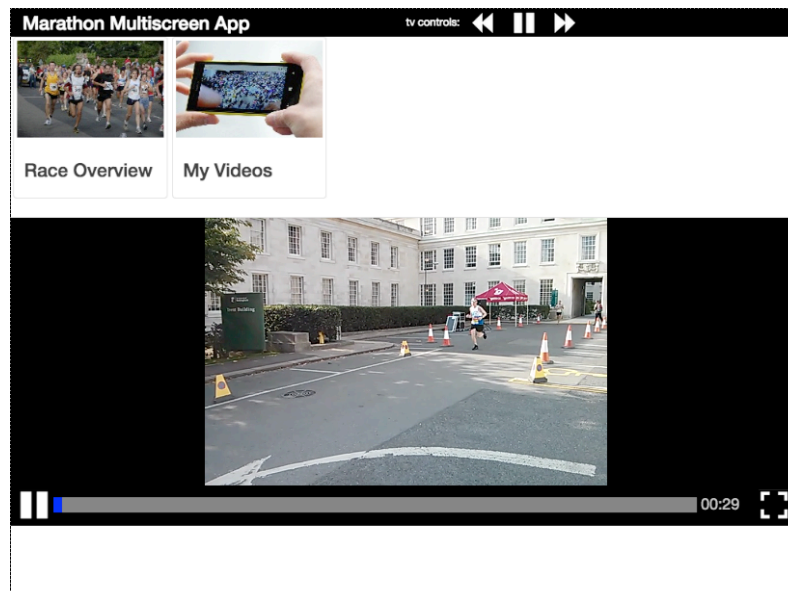 Marathon Multiscreen App
tv controls:
Race Overview
My Videos
00:29